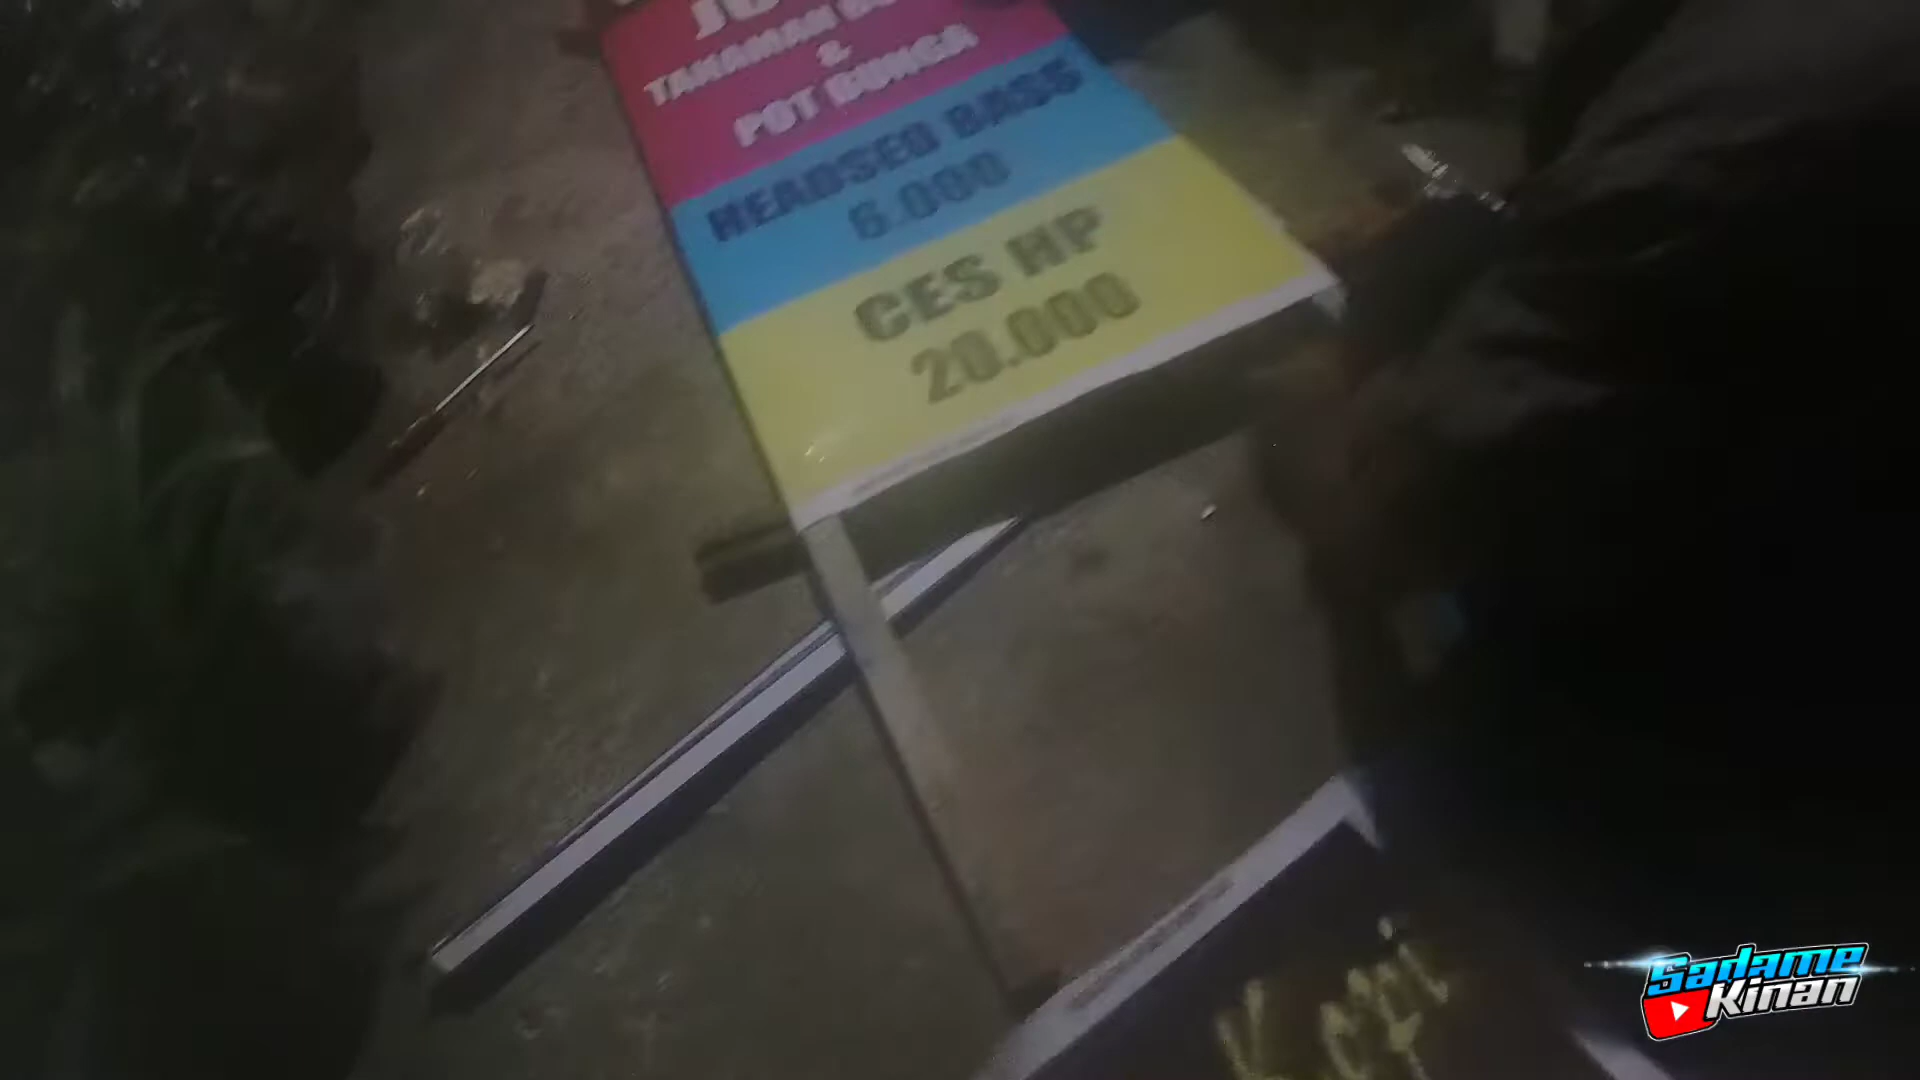 TANAMAN
&
POT BUNGA
HEADSED BASS
6.000
CES HP
20.000
Sadame
Kinan